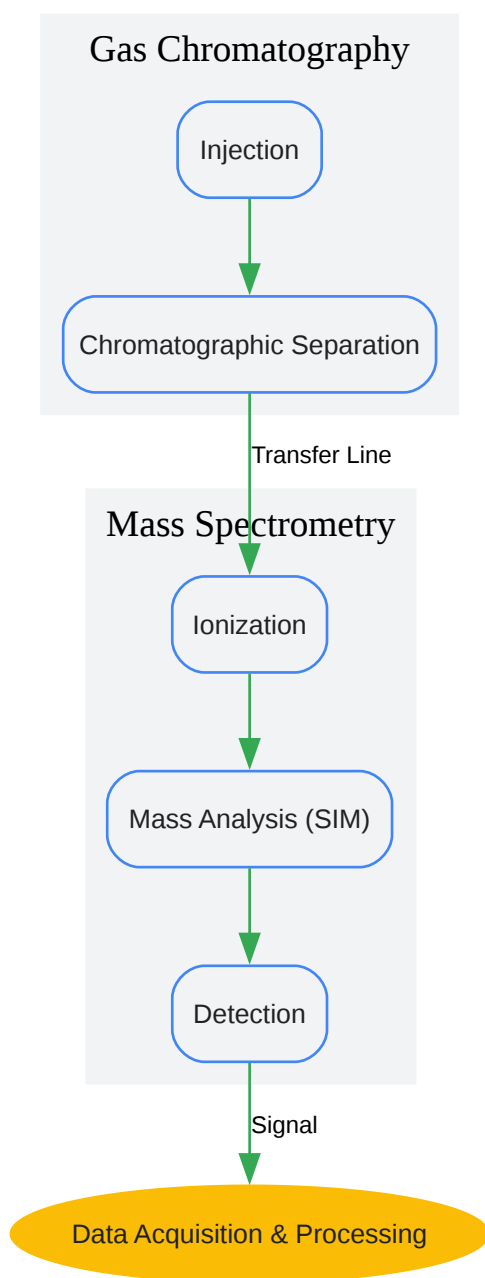 Gas Chromatography
Injection
Chromatographic Separation
Transfer Line
Mass Spectrometry
Ionization
Mass Analysis (SIM)
Detection
Signal
Data Acquisition & Processing